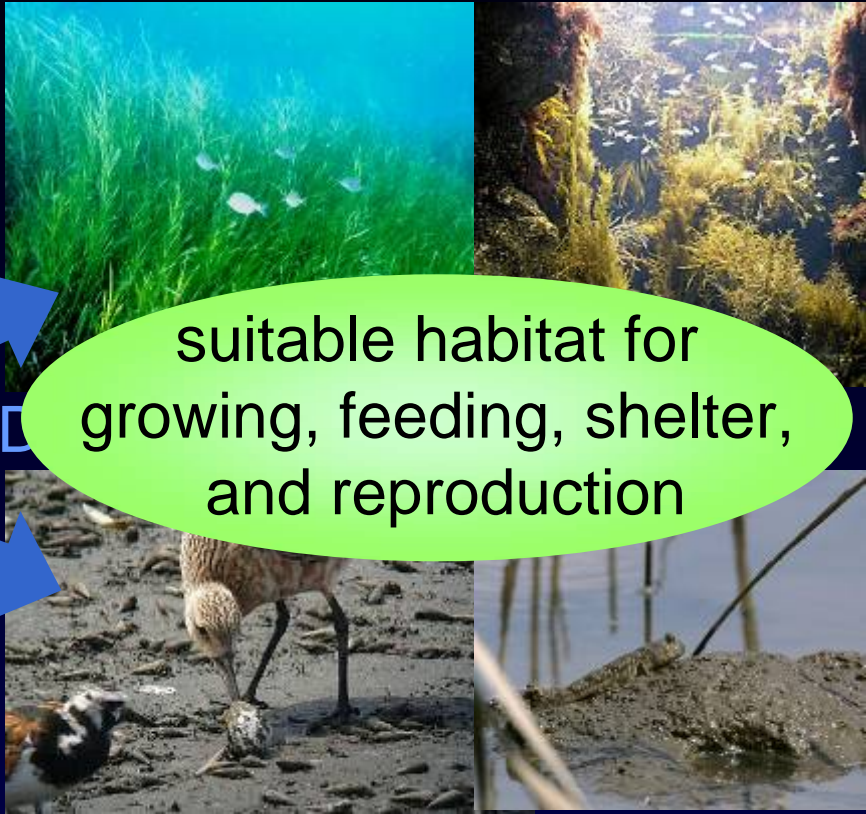 suitable habitat for
growing, feeding, shelter,
and reproduction